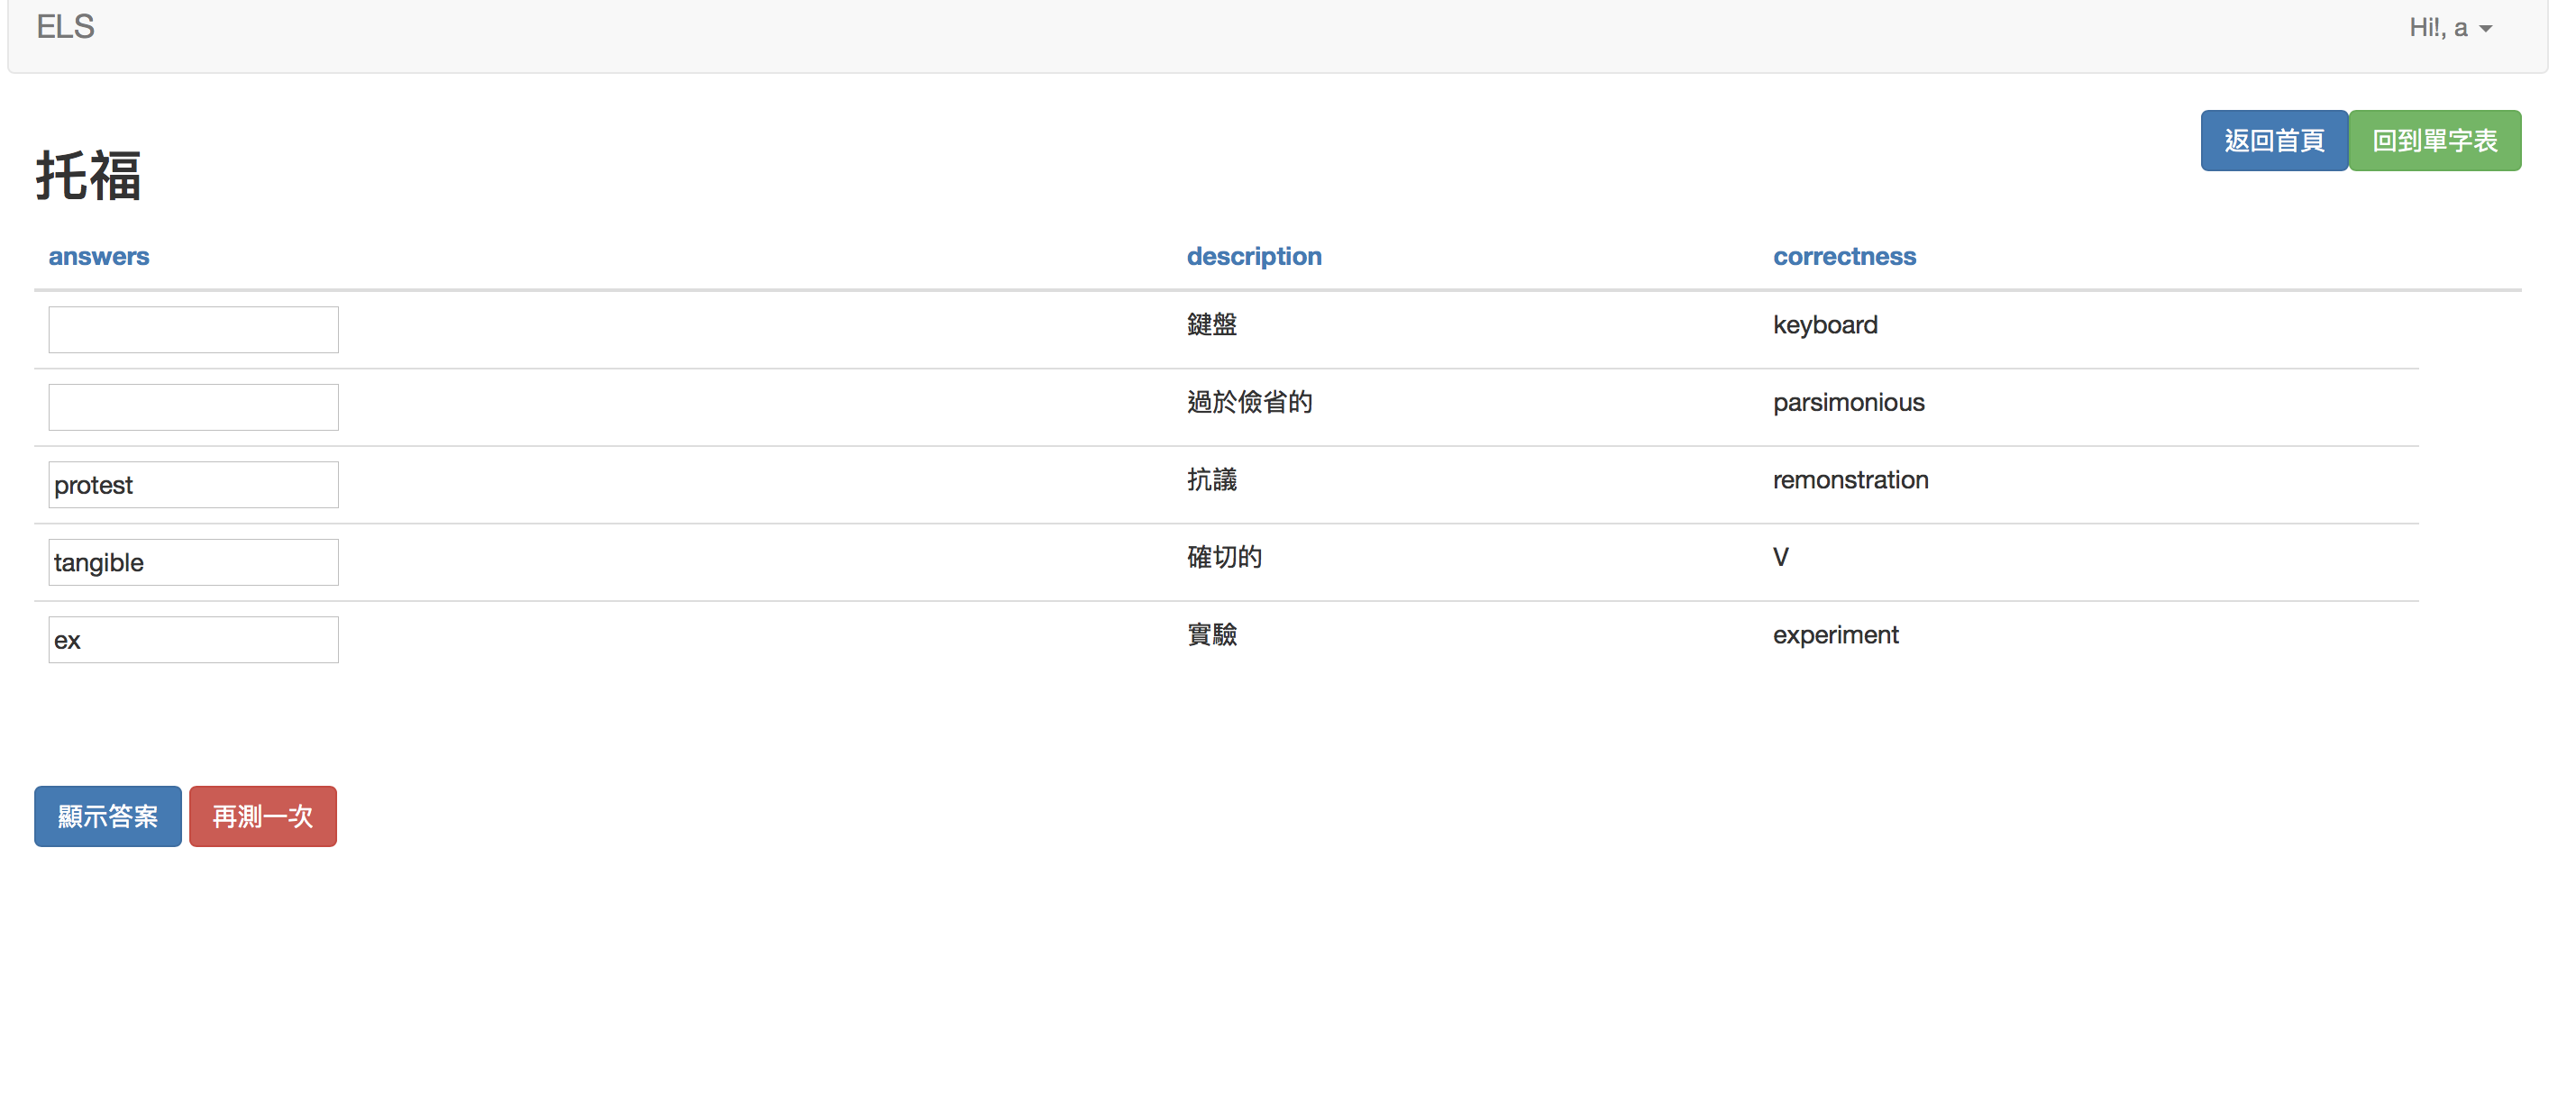 ELS Hi!, a
返回首頁 回到單字表
托福
answers description correctness
鍵盤 keyboard
過於儉省的 parsimonious
protest 抗議 remonstration
tangible 確切的 V
ex 實驗 experiment
顯示答案 再測一次